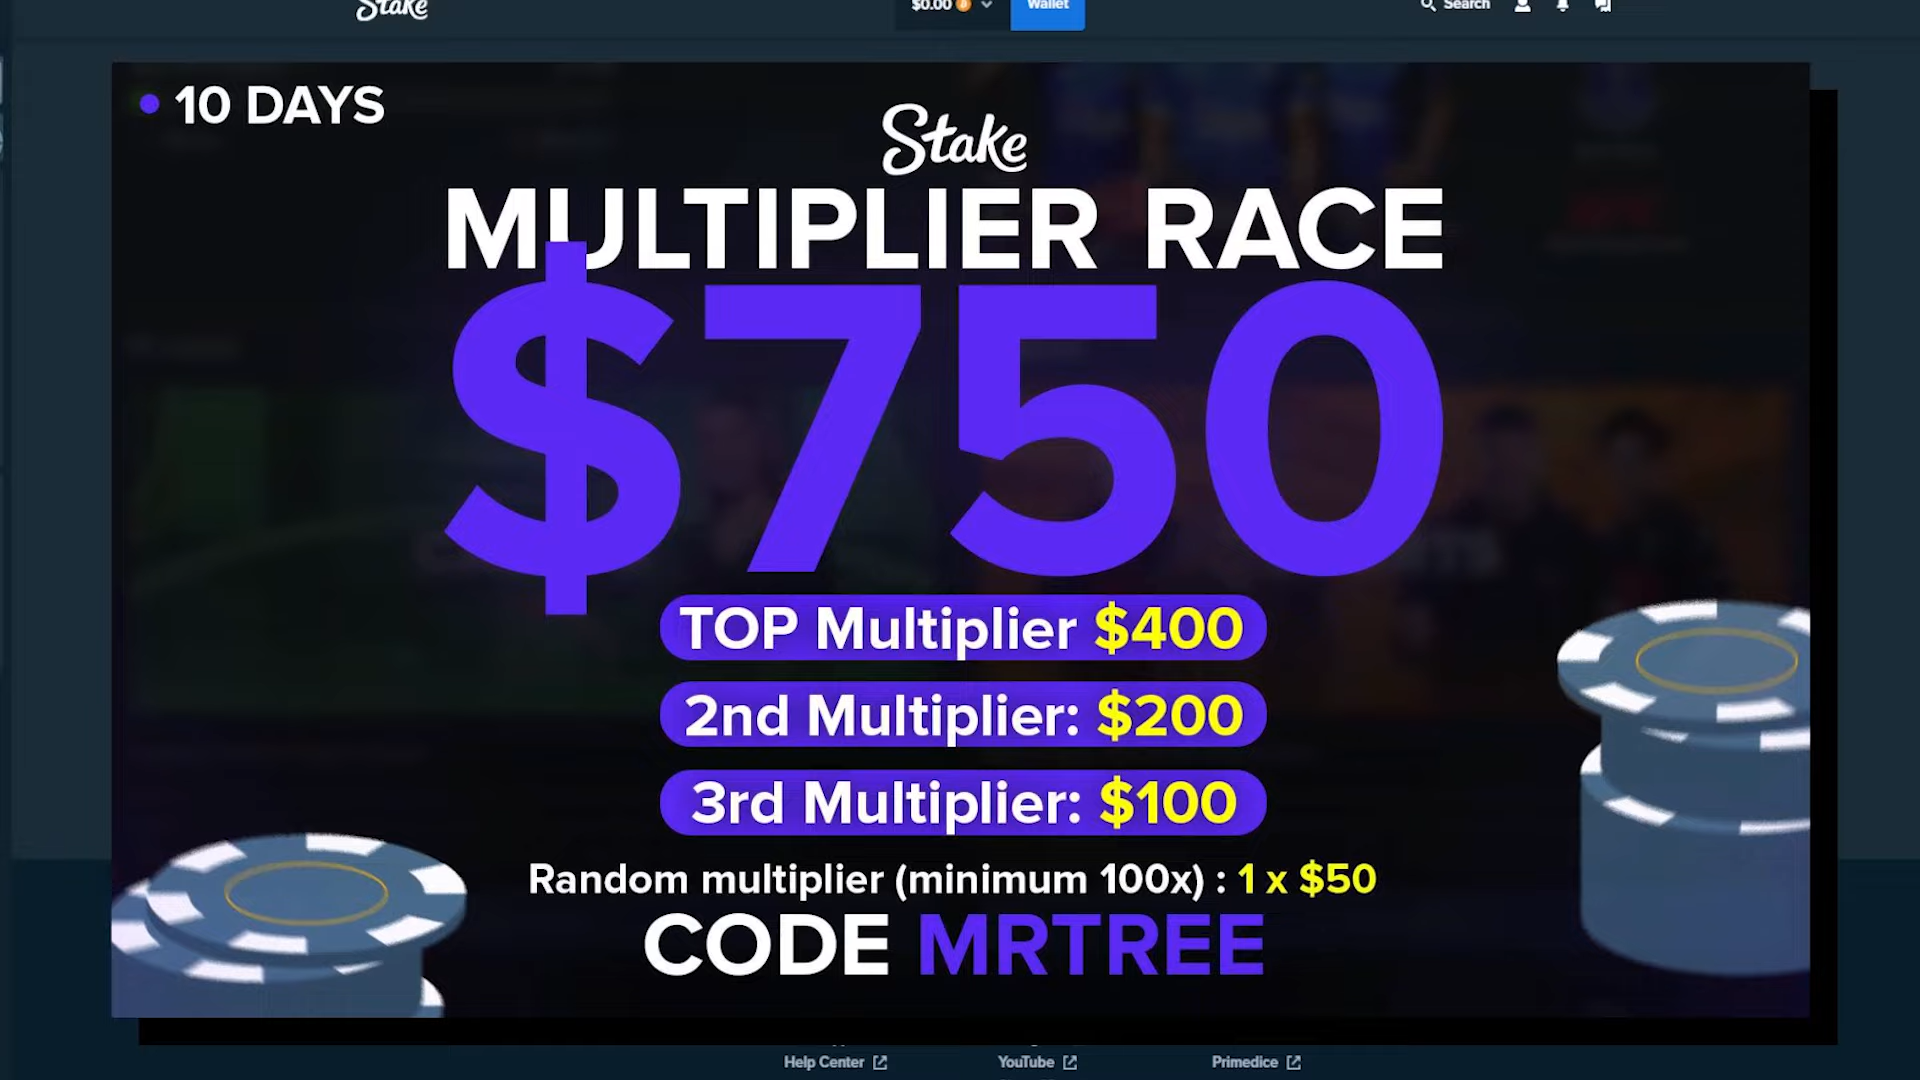 Stake
$0.00
Wallet
Search
10 DAYS
Stake
MULTIPLIER RACE
$750
TOP Multiplier $400
2nd Multiplier: $200
3rd Multiplier: $100
Random multiplier (minimum 100x) : 1 x $50
CODE MRTREE
Help Center
YouTube
Primedice